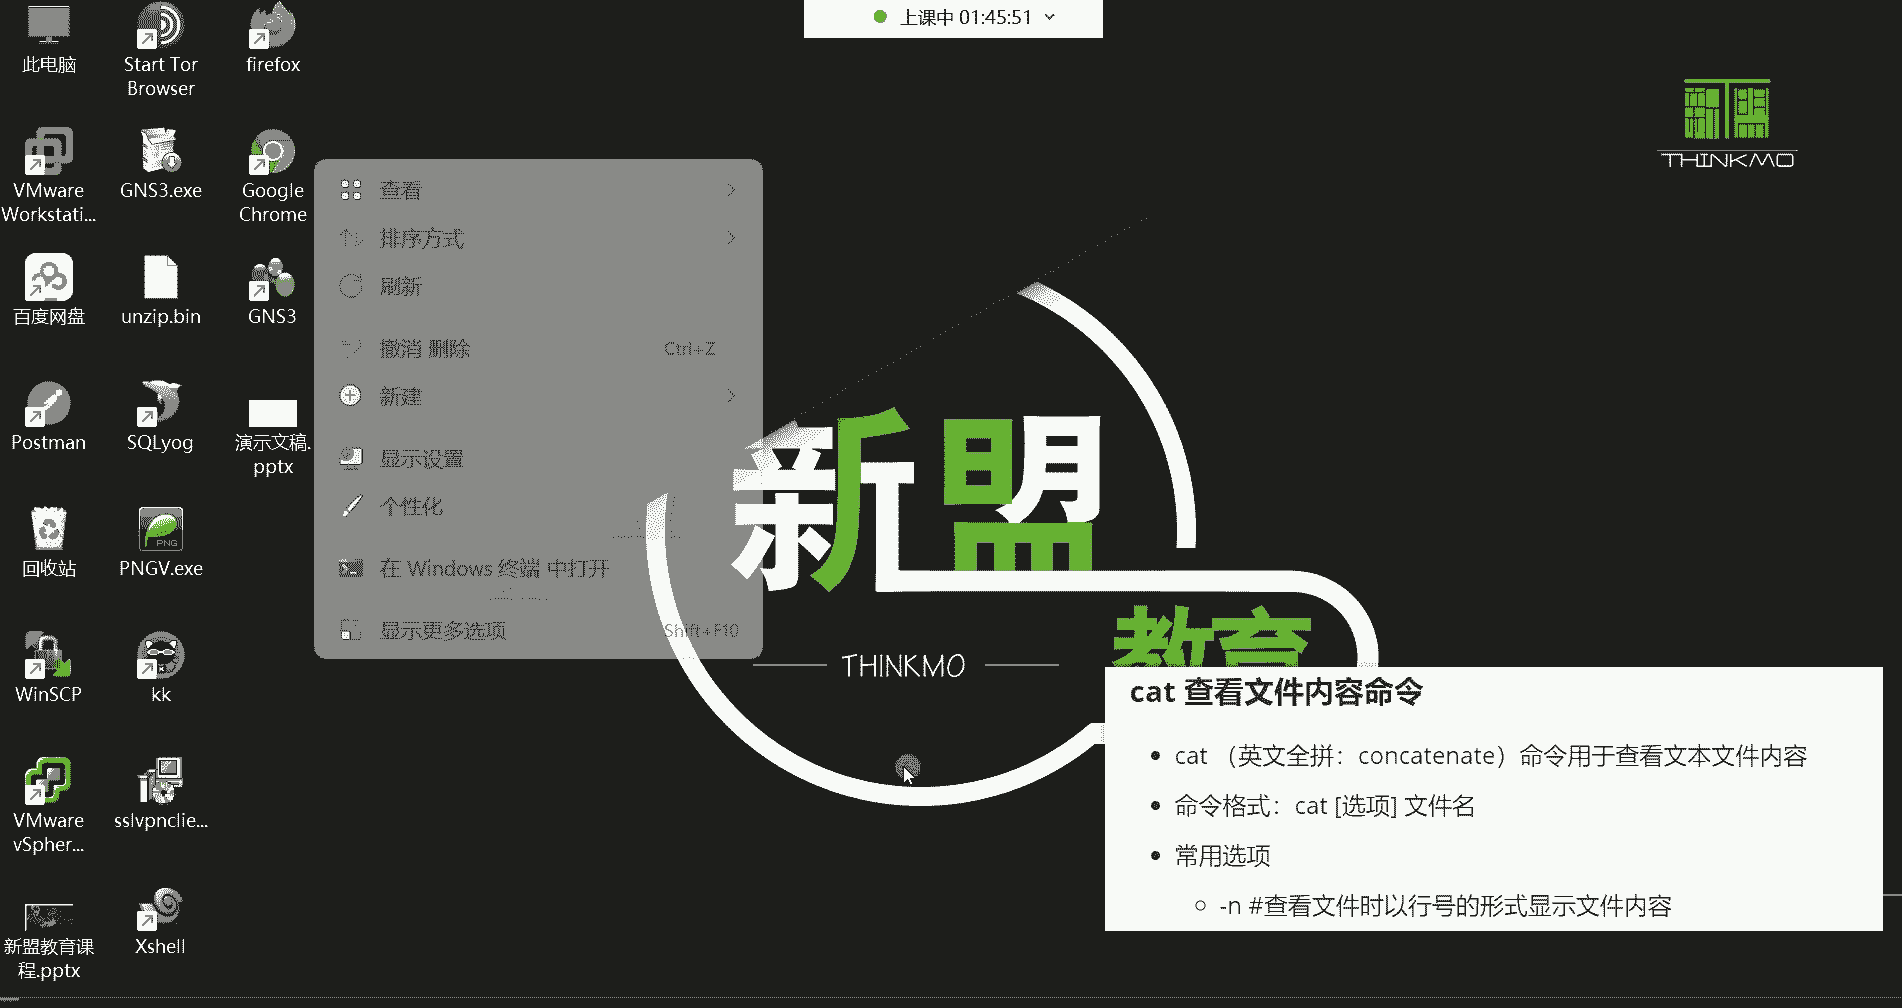 上课中 01:45:51
此电脑
Start Tor
Browser
firefox
THINKMO
VMware
Workstati...
GNS3.exe
Google
Chrome
百度网盘
unzip.bin
GNS3
Postman
SQLyog
演示文稿.
pptx
回收站
PNG
PNGV.exe
WinSCP
kk
VMware
vSpher...
sslvpnclie...
新盟教育课
程.pptx
Xshell
查看
排序方式
刷新
撤消 删除 Ctrl+Z
新建
显示设置
个性化
在 Windows 终端 中打开
显示更多选项 Shift+F10
新盟
教育
THINKMO
cat 查看文件内容命令
cat （英文全拼：concatenate）命令用于查看文本文件内容
命令格式：cat [选项] 文件名
常用选项
-n #查看文件时以行号的形式显示文件内容